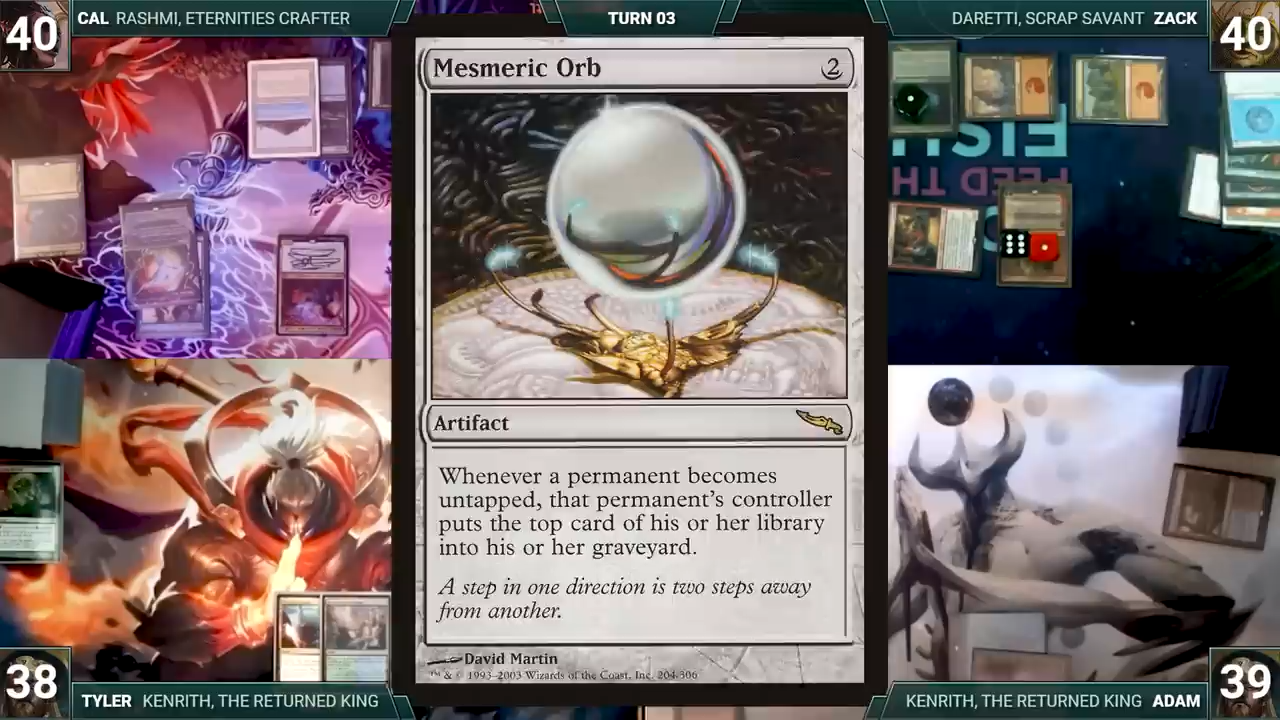 40
CAL RASHMI, ETERNITIES CRAFTER
TURN 03
DARETTI, SCRAP SAVANT ZACK
40
Mesmeric Orb 2
Artifact
Whenever a permanent becomes
untapped, that permanent's controller
puts the top card of his or her library
into his or her graveyard.
A step in one direction is two steps away
from another.
David Martin
™ & © 1993-2003 Wizards of the Coast, Inc. 204/306
38
TYLER KENRITH, THE RETURNED KING
KENRITH, THE RETURNED KING ADAM
39